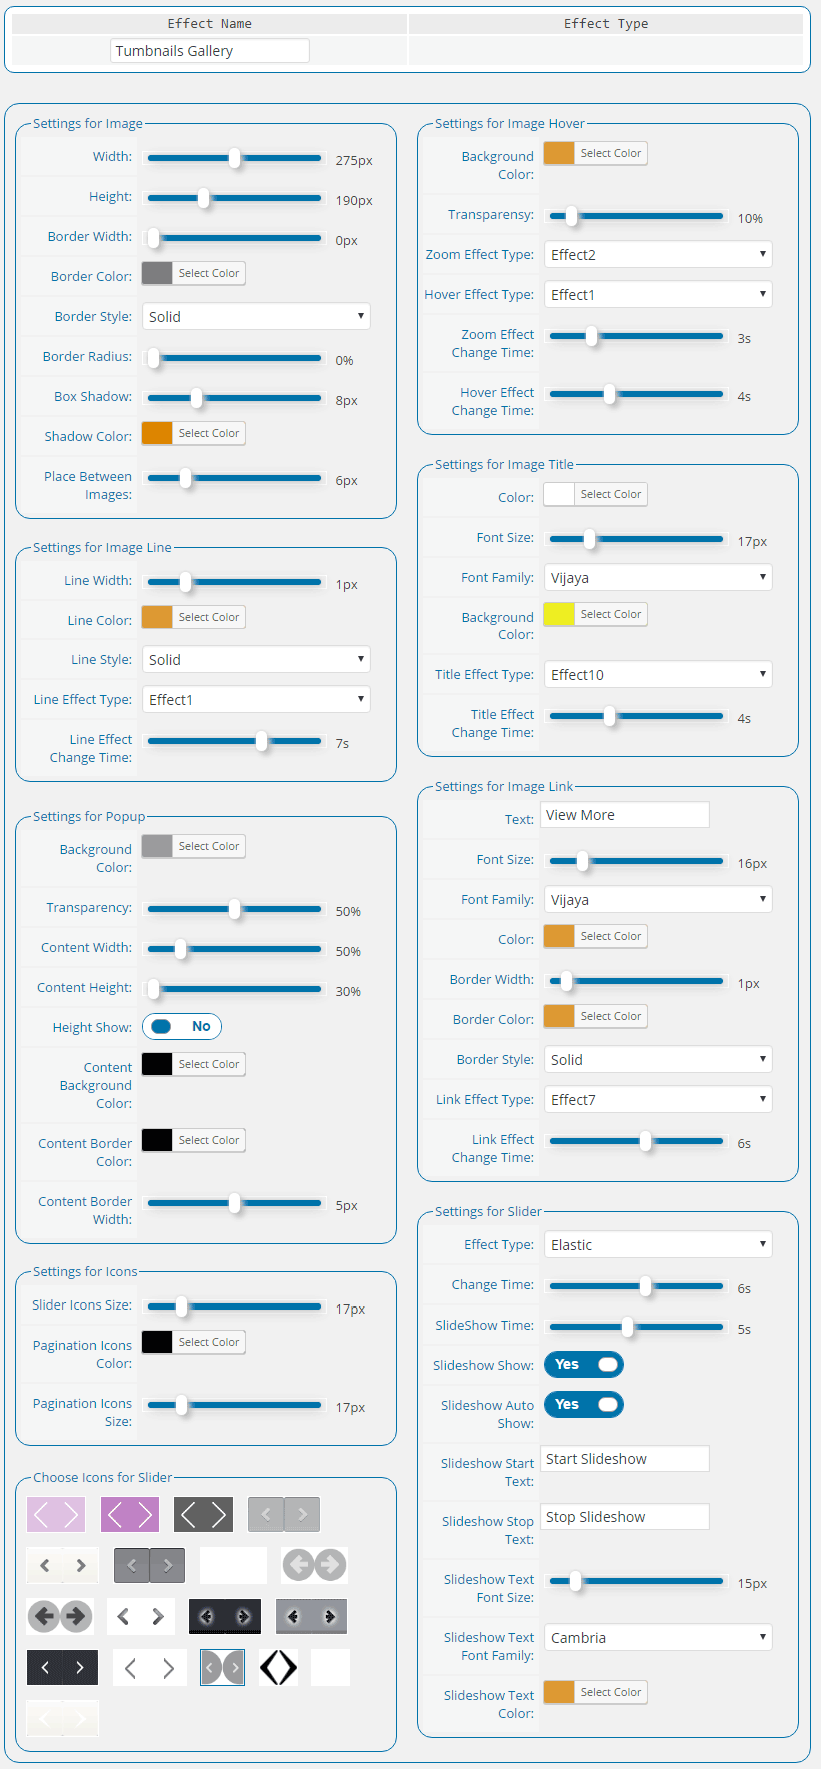 Effect Name
Effect Type
Tumbnails Gallery
Settings for Image
Width:
275px
Height:
190px
Border Width:
0px
Border Color:
Select Color
Border Style:
Solid
Border Radius:
0%
Box Shadow:
8px
Shadow Color:
Select Color
Place Between
Images:
6px
Settings for Image Line
Line Width:
1px
Line Color:
Select Color
Line Style:
Solid
Line Effect Type:
Effect1
Line Effect
Change Time:
7s
Settings for Popup
Background
Color:
Select Color
Transparency:
50%
Content Width:
50%
Content Height:
30%
Height Show:
No
Content
Background
Color:
Select Color
Content Border
Color:
Select Color
Content Border
Width:
5px
Settings for Icons
Slider Icons Size:
17px
Pagination Icons
Color:
Select Color
Pagination Icons
Size:
17px
Choose Icons for Slider
Settings for Image Hover
Background
Color:
Select Color
Transparensy:
10%
Zoom Effect Type:
Effect2
Hover Effect Type:
Effect1
Zoom Effect
Change Time:
3s
Hover Effect
Change Time:
4s
Settings for Image Title
Color:
Select Color
Font Size:
17px
Font Family:
Vijaya
Background
Color:
Select Color
Title Effect Type:
Effect10
Title Effect
Change Time:
4s
Settings for Image Link
Text:
View More
Font Size:
16px
Font Family:
Vijaya
Color:
Select Color
Border Width:
1px
Border Color:
Select Color
Border Style:
Solid
Link Effect Type:
Effect7
Link Effect
Change Time:
6s
Settings for Slider
Effect Type:
Elastic
Change Time:
6s
SlideShow Time:
5s
Slideshow Show:
Yes
Slideshow Auto
Show:
Yes
Slideshow Start
Text:
Start Slideshow
Slideshow Stop
Text:
Stop Slideshow
Slideshow Text
Font Size:
15px
Slideshow Text
Font Family:
Cambria
Slideshow Text
Color:
Select Color